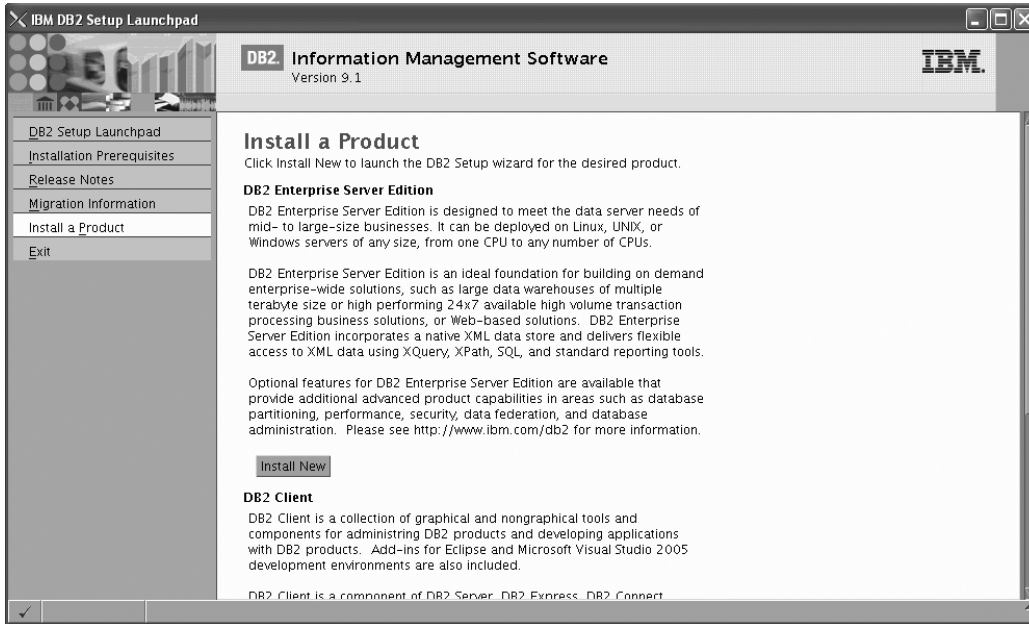 IBM DB2 Setup Launchpad
DB2. Information Management Software
Version 9.1
IBM.
DB2 Setup Launchpad
Installation Prerequisites
Release Notes
Migration Information
Install a Product
Exit
Install a Product
Click Install New to launch the DB2 Setup wizard for the desired product.
DB2 Enterprise Server Edition
DB2 Enterprise Server Edition is designed to meet the data server needs of
mid- to large-size businesses. It can be deployed on Linux, UNIX, or
Windows servers of any size, from one CPU to any number of CPUs.
DB2 Enterprise Server Edition is an ideal foundation for building on demand
enterprise-wide solutions, such as large data warehouses of multiple
terabyte size or high performing 24x7 available high volume transaction
processing business solutions, or Web-based solutions. DB2 Enterprise
Server Edition incorporates a native XML data store and delivers flexible
access to XML data using XQuery, XPath, SQL, and standard reporting tools.
Optional features for DB2 Enterprise Server Edition are available that
provide additional advanced product capabilities in areas such as database
partitioning, performance, security, data federation, and database
administration. Please see http://www.ibm.com/db2 for more information.
Install New
DB2 Client
DB2 Client is a collection of graphical and nongraphical tools and
components for administring DB2 products and developing applications
with DB2 products. Add-ins for Eclipse and Microsoft Visual Studio 2005
development environments are also included.
DB2 Client is a component of DB2 Server, DB2 Express, DB2 Connect